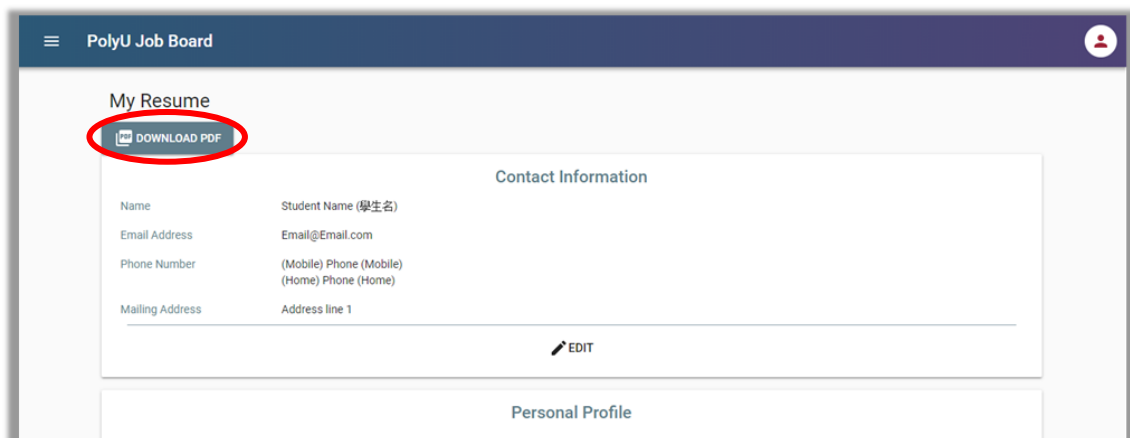 PolyU Job Board
My Resume
PDF DOWNLOAD PDF
Contact Information
Name Student Name (學生名)
Email Address Email@Email.com
Phone Number (Mobile) Phone (Mobile)
(Home) Phone (Home)
Mailing Address Address line 1
EDIT
Personal Profile